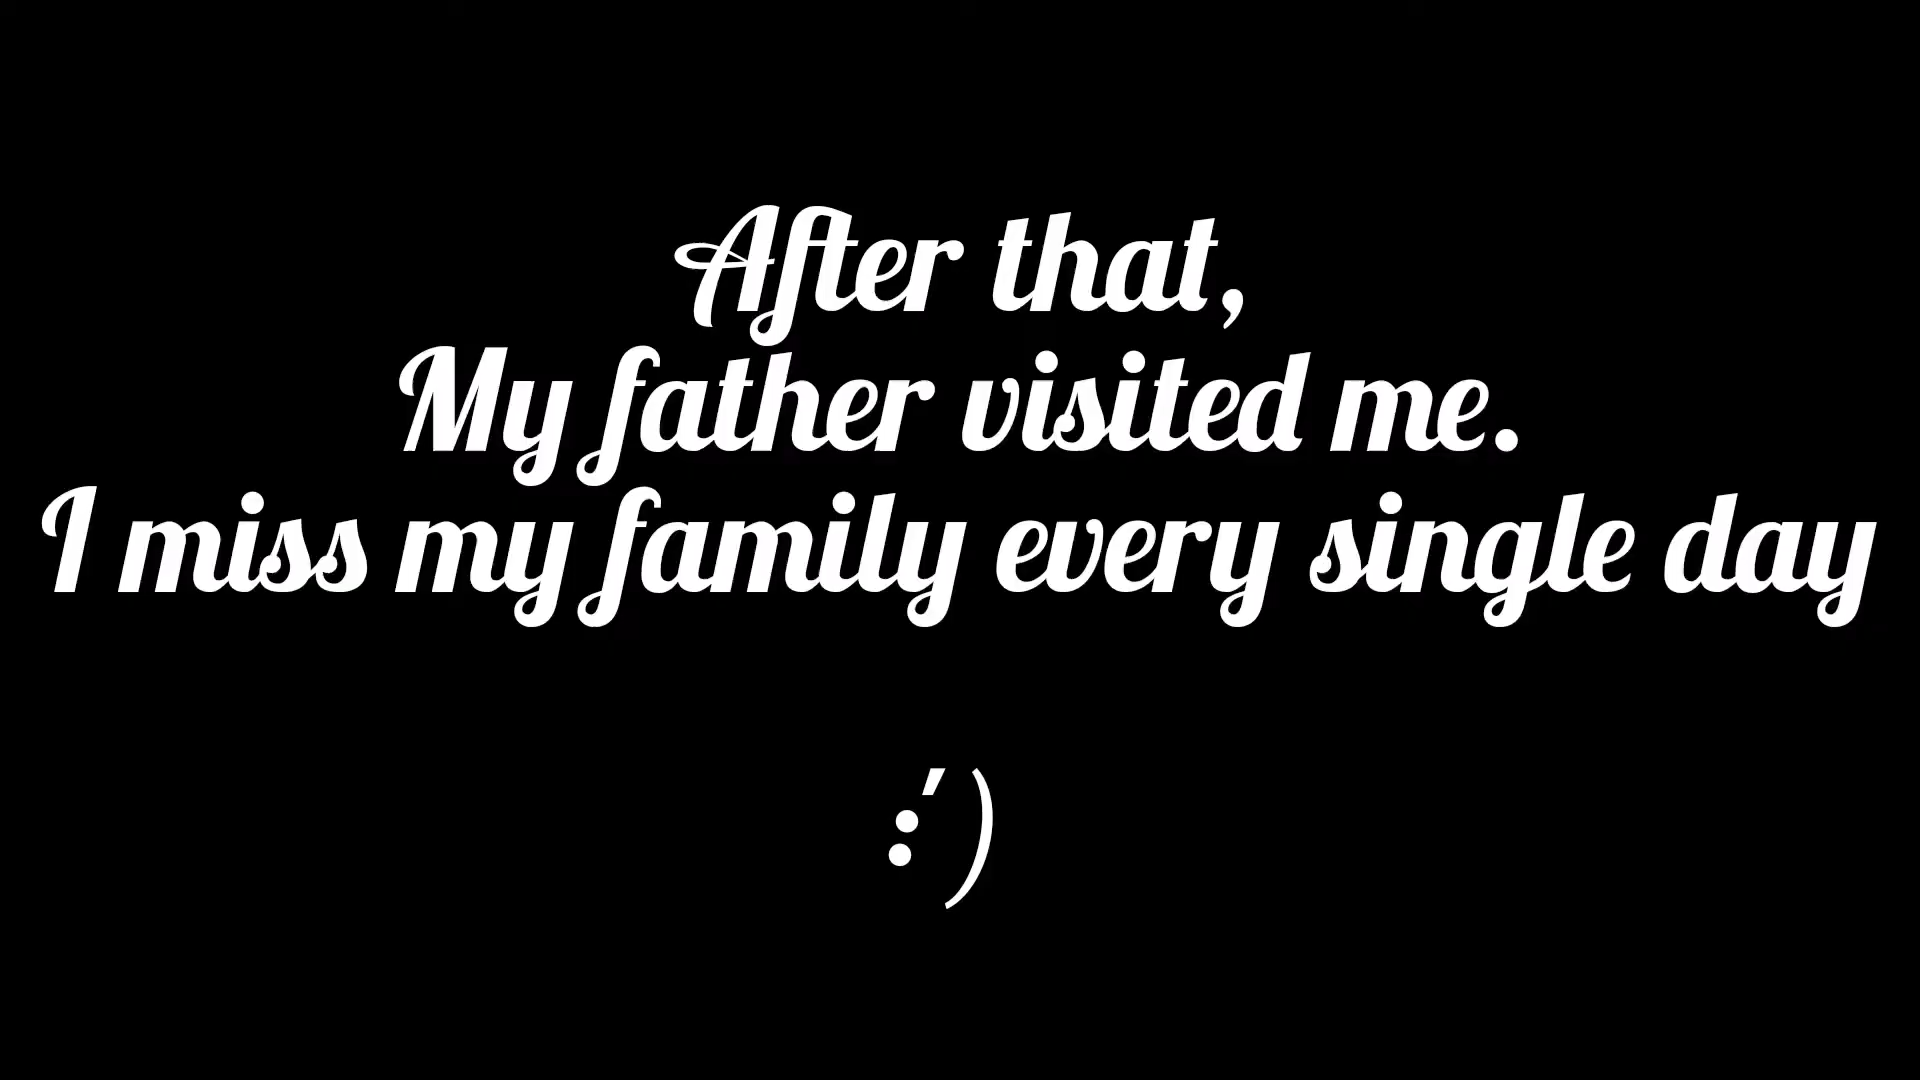 After that,
My father visited me.
I miss my family every single day
:')